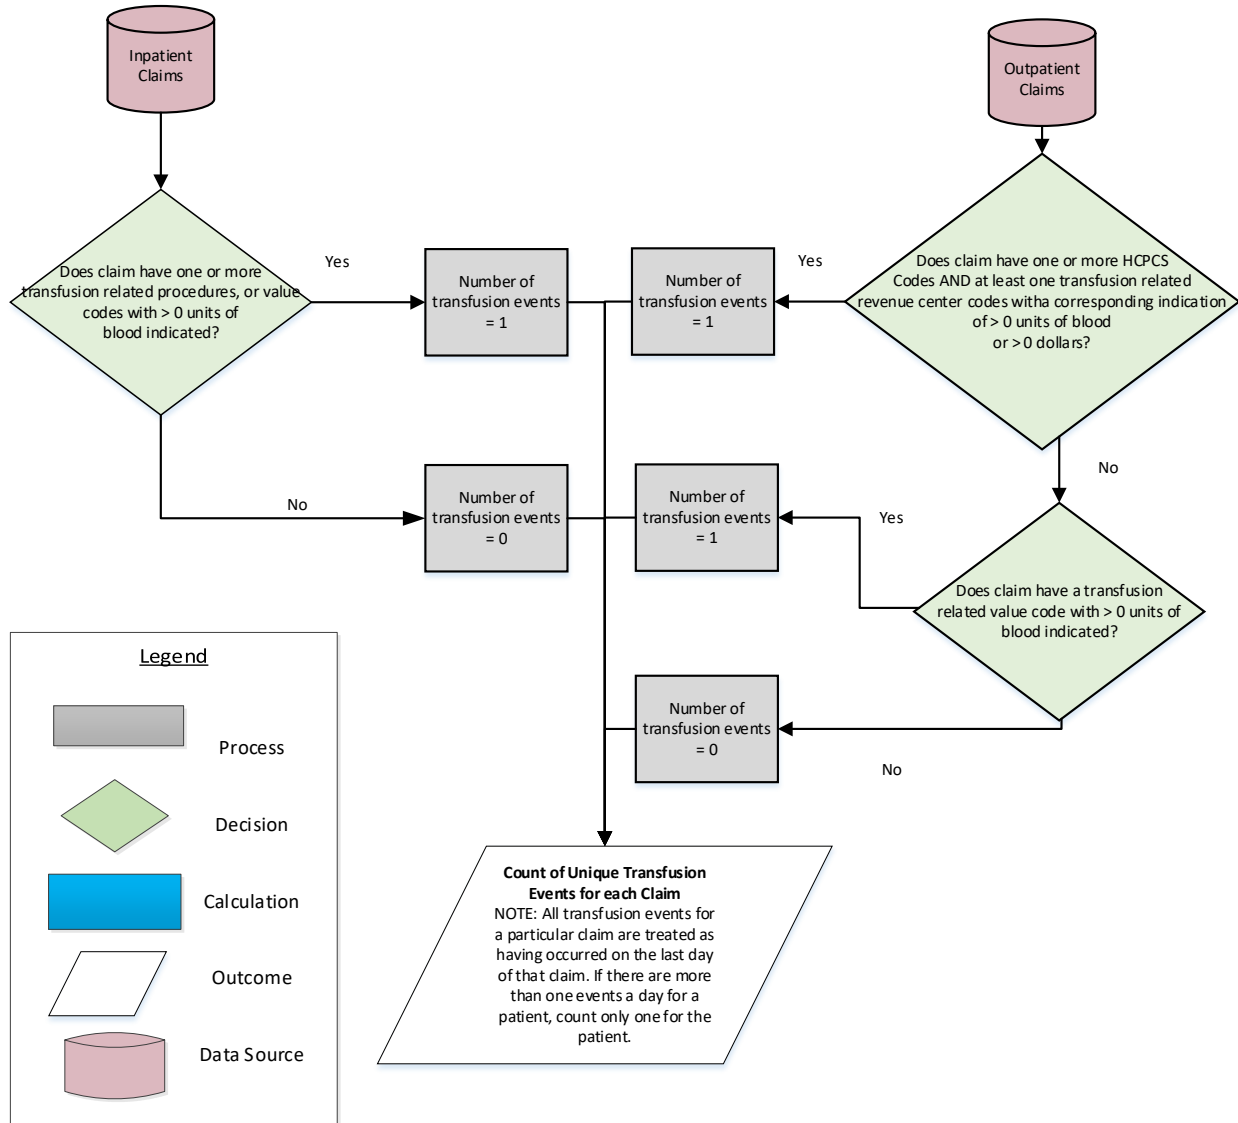 Inpatient
Claims
Outpatient
Claims
Does claim have one or more
transfusion related procedures, or value
codes with > 0 units of
blood indicated?
Yes
Number of
transfusion events
= 1
Number of
transfusion events
= 1
Yes
Does claim have one or more HCPCS
Codes AND at least one transfusion related
revenue center codes witha corresponding indication
of > 0 units of blood
or > 0 dollars?
No
No
Number of
transfusion events
= 0
Number of
transfusion events
= 1
Yes
Does claim have a transfusion
related value code with > 0 units of
blood indicated?
Number of
transfusion events
= 0
No
Legend
Process
Decision
Calculation
Outcome
Data Source
Count of Unique Transfusion
Events for each Claim
NOTE: All transfusion events for
a particular claim are treated as
having occurred on the last day
of that claim. If there are more
than one events a day for a
patient, count only one for the
patient.